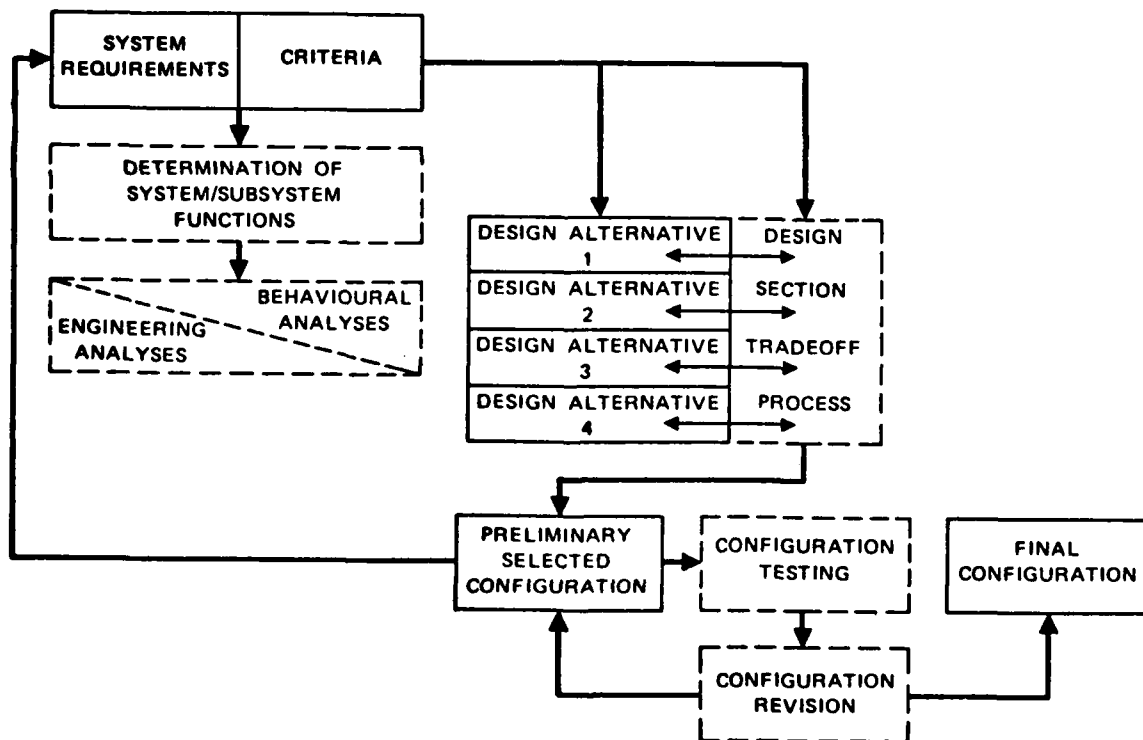 SYSTEM
REQUIREMENTS
CRITERIA
DETERMINATION OF
SYSTEM/SUBSYSTEM
FUNCTIONS
BEHAVIOURAL
ANALYSES
ENGINEERING
ANALYSES
DESIGN ALTERNATIVE
1
DESIGN ALTERNATIVE
2
DESIGN ALTERNATIVE
3
DESIGN ALTERNATIVE
4
DESIGN
SECTION
TRADEOFF
PROCESS
PRELIMINARY
SELECTED
CONFIGURATION
CONFIGURATION
TESTING
FINAL
CONFIGURATION
CONFIGURATION
REVISION